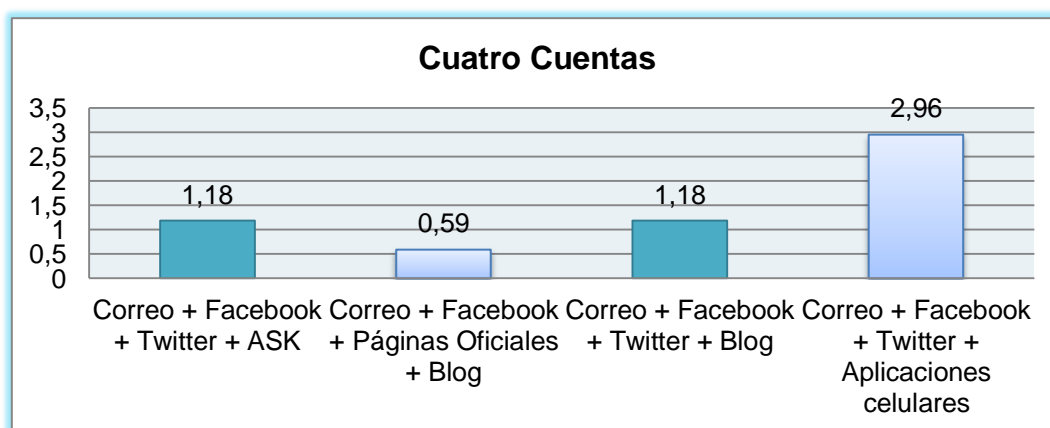 Cuatro Cuentas
3,5
3
2,5
2
1,5
1
0,5
0
1,18
0,59
1,18
2,96
Correo + Facebook
+ Twitter + ASK
Correo + Facebook
+ Páginas Oficiales
+ Blog
Correo + Facebook
+ Twitter + Blog
Correo + Facebook
+ Twitter +
Aplicaciones
celulares